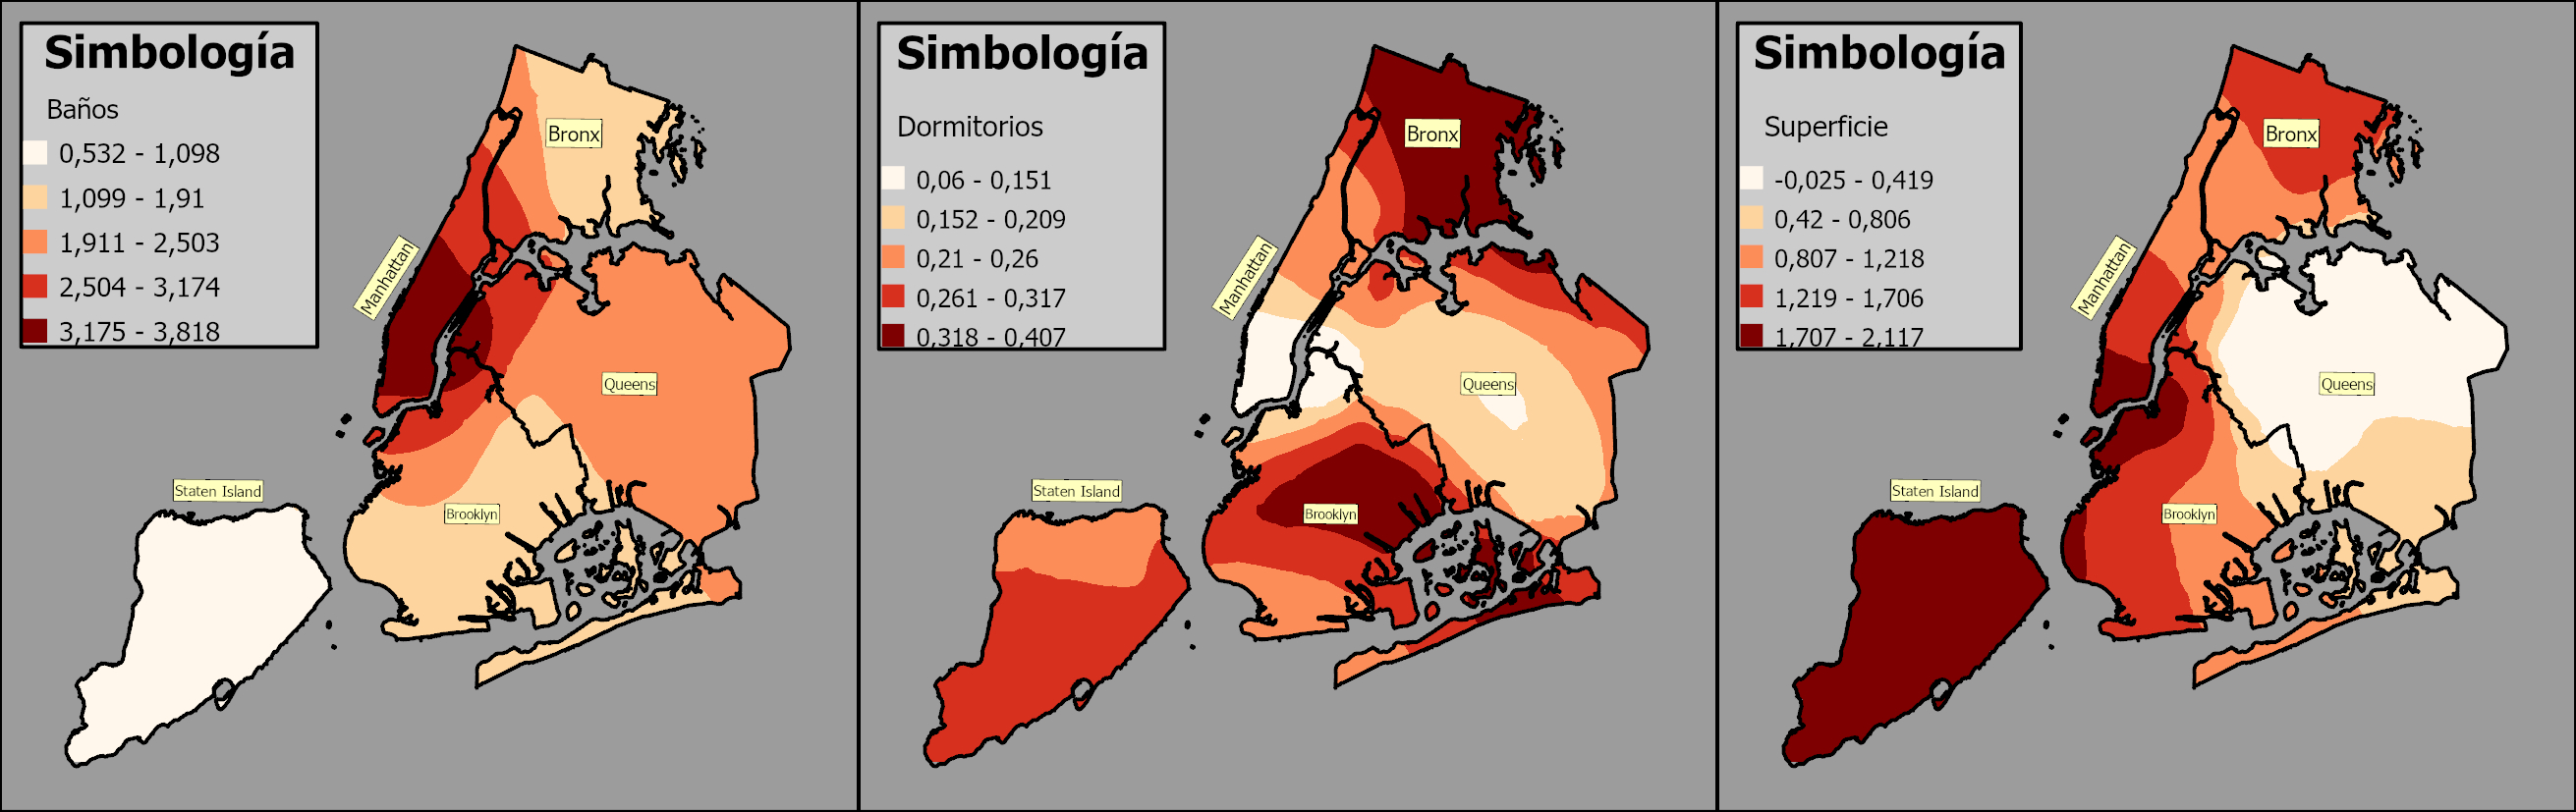 Simbología
Baños
0,532 - 1,098
1,099 - 1,91
1,911 - 2,503
2,504 - 3,174
3,175 - 3,818
Bronx
Manhattan
Queens
Staten Island
Brooklyn
Simbología
Dormitorios
0,06 - 0,151
0,152 - 0,209
0,21 - 0,26
0,261 - 0,317
0,318 - 0,407
Bronx
Manhattan
Queens
Staten Island
Brooklyn
Simbología
Superficie
-0,025 - 0,419
0,42 - 0,806
0,807 - 1,218
1,219 - 1,706
1,707 - 2,117
Bronx
Manhattan
Queens
Staten Island
Brooklyn